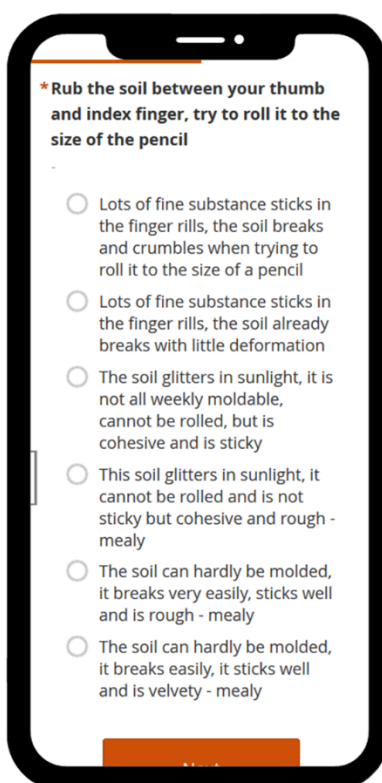 *Rub the soil between your thumb
and index finger, try to roll it to the
size of the pencil
-
Lots of fine substance sticks in
the finger rills, the soil breaks
and crumbles when trying to
roll it to the size of a pencil
Lots of fine substance sticks in
the finger rills, the soil already
breaks with little deformation
The soil glitters in sunlight, it is
not all weekly moldable,
cannot be rolled, but is
cohesive and is sticky
This soil glitters in sunlight, it
cannot be rolled and is not
sticky but cohesive and rough -
mealy
The soil can hardly be molded,
it breaks very easily, sticks well
and is rough - mealy
The soil can hardly be molded,
it breaks easily, it sticks well
and is velvety - mealy